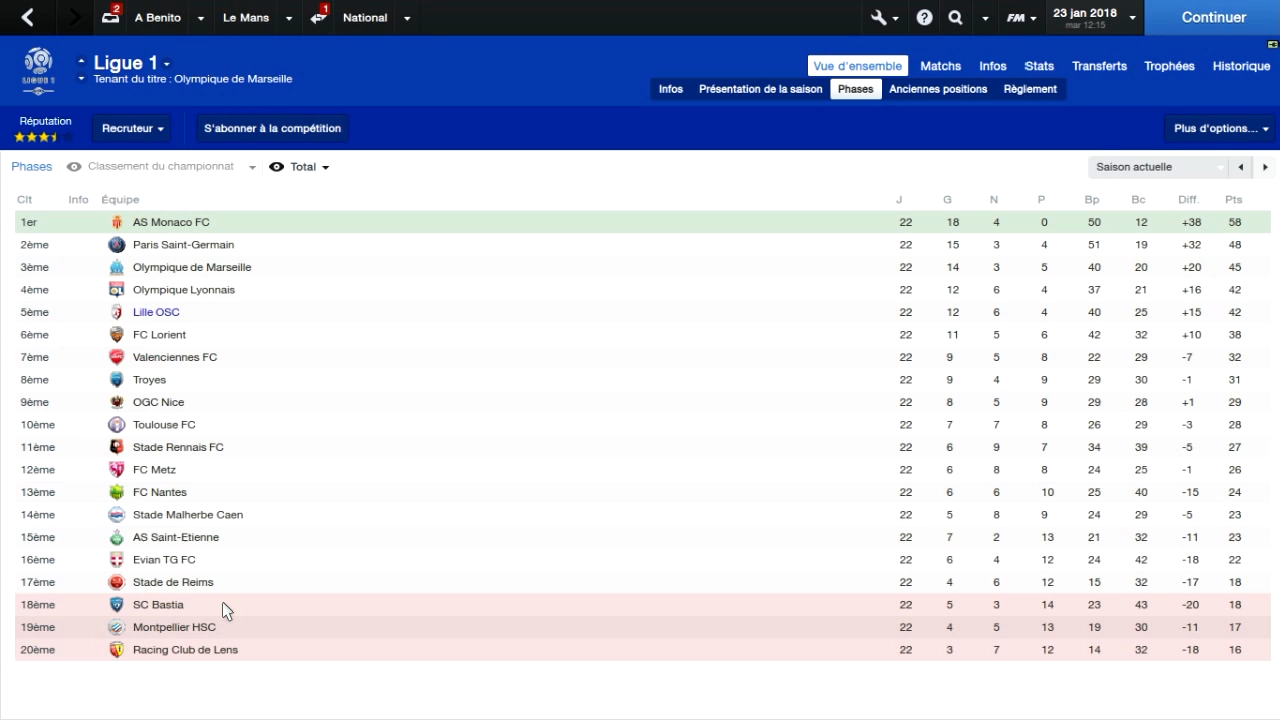 2 A Benito Le Mans 1 National FM 23 jan 2018 mar 12:15 Continuer
LIGUE 1
Ligue 1
Tenant du titre : Olympique de Marseille
Vue d'ensemble Matchs Infos Stats Transferts Trophées Historique
Infos Présentation de la saison Phases Anciennes positions Règlement
Réputation
Recruteur S'abonner à la compétition Plus d'options...
Phases Classement du championnat Total Saison actuelle
Clt Info Équipe J G N P Bp Bc Diff. Pts
1er AS Monaco FC 22 18 4 0 50 12 +38 58
2ème Paris Saint-Germain 22 15 3 4 51 19 +32 48
3ème Olympique de Marseille 22 14 3 5 40 20 +20 45
4ème Olympique Lyonnais 22 12 6 4 37 21 +16 42
5ème Lille OSC 22 12 6 4 40 25 +15 42
6ème FC Lorient 22 11 5 6 42 32 +10 38
7ème Valenciennes FC 22 9 5 8 22 29 -7 32
8ème Troyes 22 9 4 9 29 30 -1 31
9ème OGC Nice 22 8 5 9 29 28 +1 29
10ème Toulouse FC 22 7 7 8 26 29 -3 28
11ème Stade Rennais FC 22 6 9 7 34 39 -5 27
12ème FC Metz 22 6 8 8 24 25 -1 26
13ème FC Nantes 22 6 6 10 25 40 -15 24
14ème Stade Malherbe Caen 22 5 8 9 24 29 -5 23
15ème AS Saint-Etienne 22 7 2 13 21 32 -11 23
16ème Evian TG FC 22 6 4 12 24 42 -18 22
17ème Stade de Reims 22 4 6 12 15 32 -17 18
18ème SC Bastia 22 5 3 14 23 43 -20 18
19ème Montpellier HSC 22 4 5 13 19 30 -11 17
20ème Racing Club de Lens 22 3 7 12 14 32 -18 16